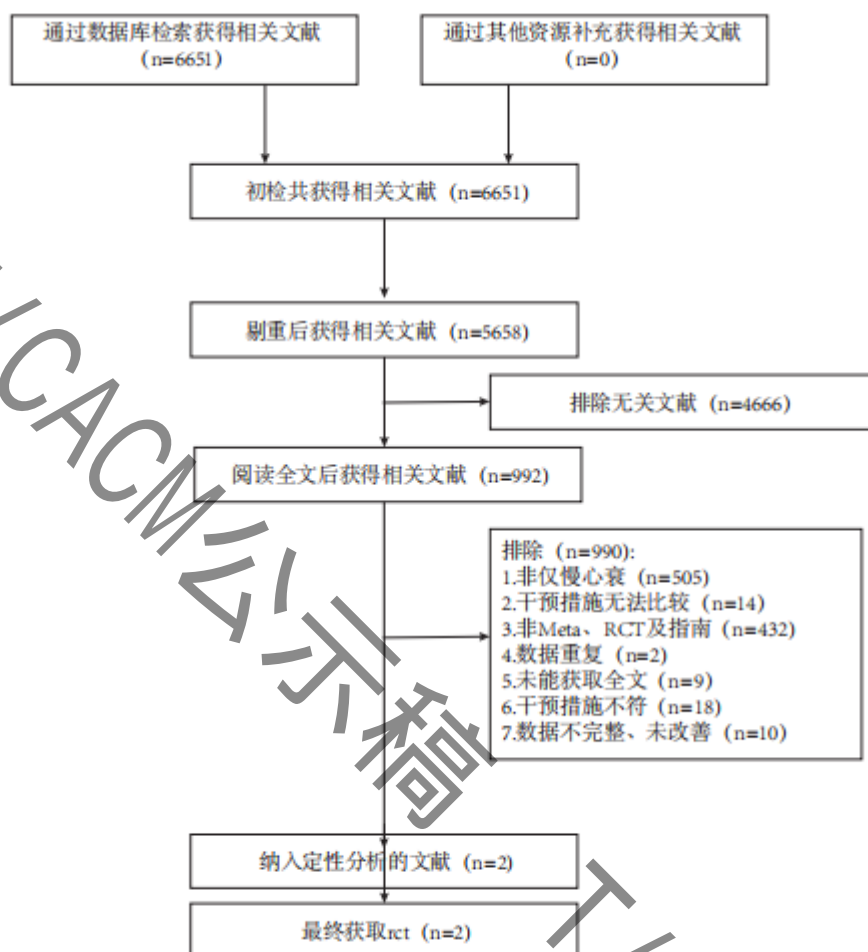 通过数据库检索获得相关文献
(n=6651)
通过其他资源补充获得相关文献
(n=0)
初检共获得相关文献 (n=6651)
剔重后获得相关文献 (n=5658)
排除无关文献 (n=4666)
阅读全文后获得相关文献 (n=992)
排除 (n=990):
1.非仅慢心衰 (n=505)
2.干预措施无法比较 (n=14)
3.非Meta、RCT及指南 (n=432)
4.数据重复 (n=2)
5.未能获取全文 (n=9)
6.干预措施不符 (n=18)
7.数据不完整、未改善 (n=10)
纳入定性分析的文献 (n=2)
最终获取rct (n=2)
/CACM公示稿
T/